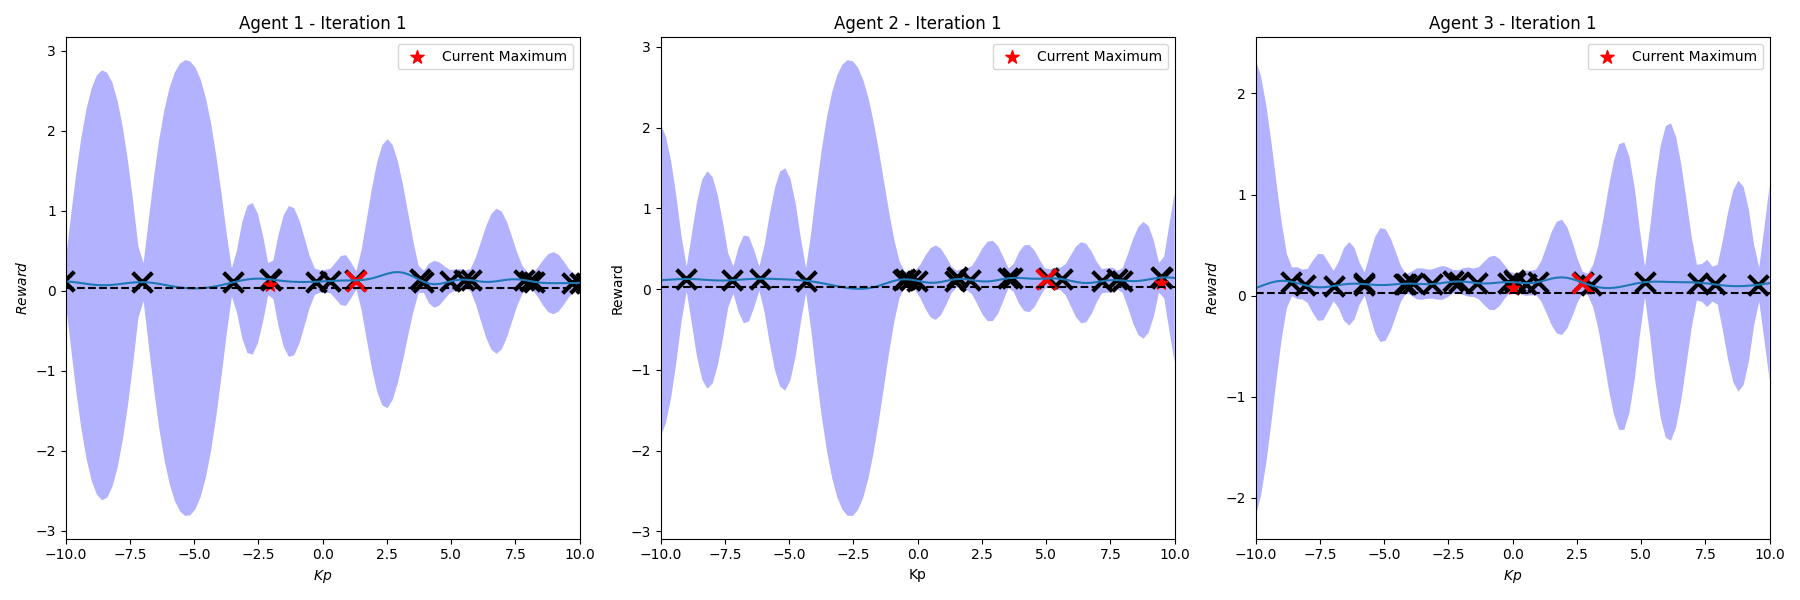 Agent 1 - Iteration 1
Current Maximum
Reward
3
2
1
0
−1
−2
−3
−10.0 −7.5 −5.0 −2.5 0.0 2.5 5.0 7.5 10.0
Kp
Agent 2 - Iteration 1
Current Maximum
Reward
3
2
1
0
−1
−2
−3
−10.0 −7.5 −5.0 −2.5 0.0 2.5 5.0 7.5 10.0
Kp
Agent 3 - Iteration 1
Current Maximum
Reward
2
1
0
−1
−2
−10.0 −7.5 −5.0 −2.5 0.0 2.5 5.0 7.5 10.0
Kp